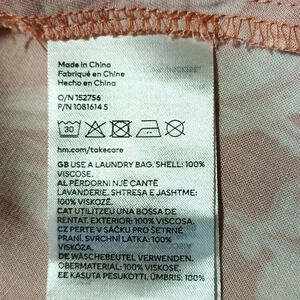 Made in China
Fabriqué en Chine
Hecho en China
O/N 152756
P/N 1081614 S
30
hm.com/takecare
GB USE A LAUNDRY BAG. SHELL: 100%
VISCOSE.
AL PËRDORNI NJË CANTË
LAVANDERIE. SHTRESA E JASHTME:
100% VISKOZË.
CAT UTILITZEU UNA BOSSA DE
RENTAT. EXTERIOR: 100% VISCOSA.
CZ PERTE V SÁČKU PRO ŠETRNÉ
PRANÍ. SVRCHNÍ LÁTKA: 100%
VISKÓZA.
DE WÄSCHEBEUTEL VERWENDEN.
OBERMATERIAL: 100% VISKOSE.
EE KASUTA PESUKOTTI. ÜMBRIS: 100%